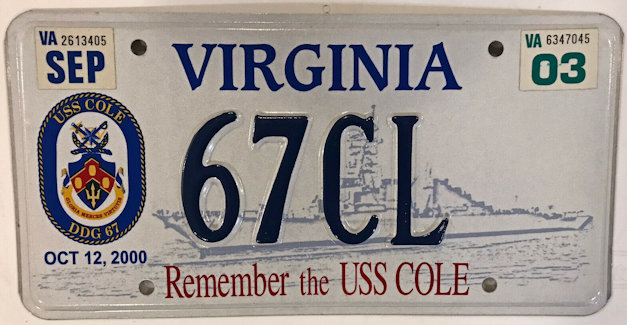 VA 2613405
SEP
VIRGINIA
VA 6347045
03
USS COLE
GLORIA MERCES VIRTUTIS
DDG 67
67CL
OCT 12, 2000
Remember the USS COLE